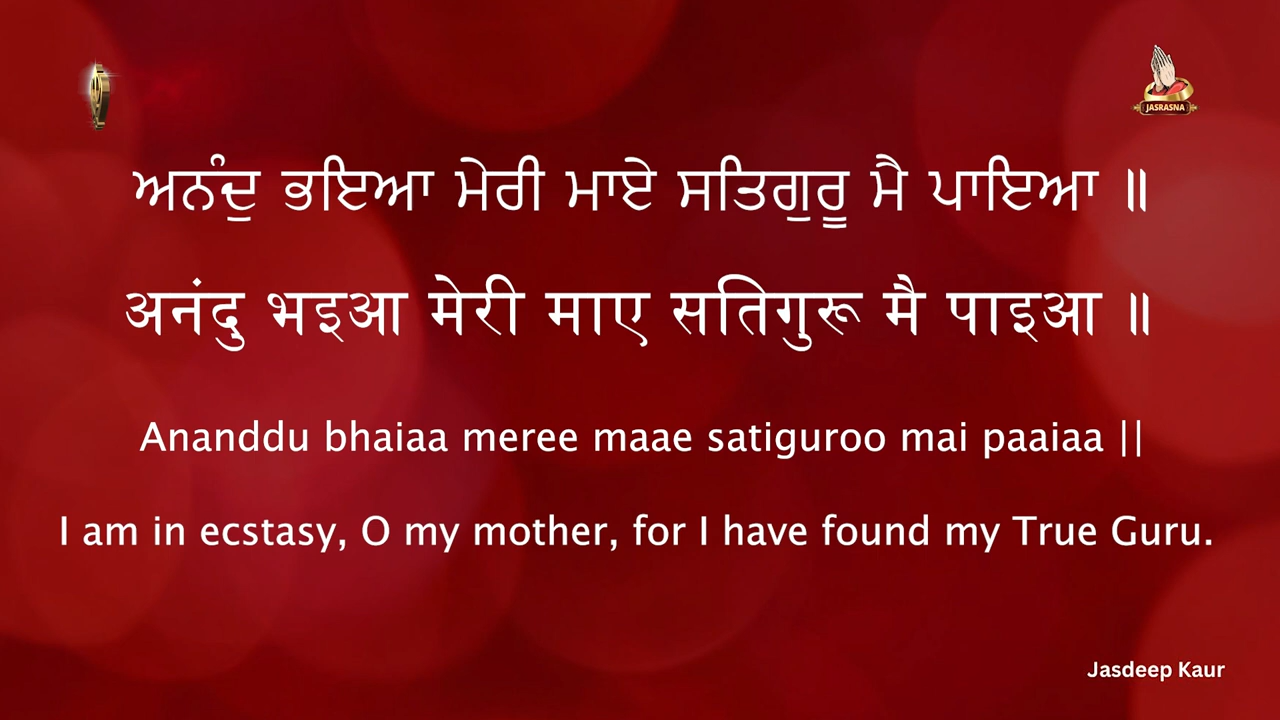 JASRASNA
ਅਨੰਦੁ ਭਇਆ ਮੇਰੀ ਮਾਏ ਸਤਿਗੁਰੂ ਮੈ ਪਾਇਆ ॥
अनंदु भइआ मेरी माए सतिगुरू मै पाइआ ॥
Ananddu bhaiaa meree maae satiguroo mai paaiaa ||
I am in ecstasy, O my mother, for I have found my True Guru.
Jasdeep Kaur